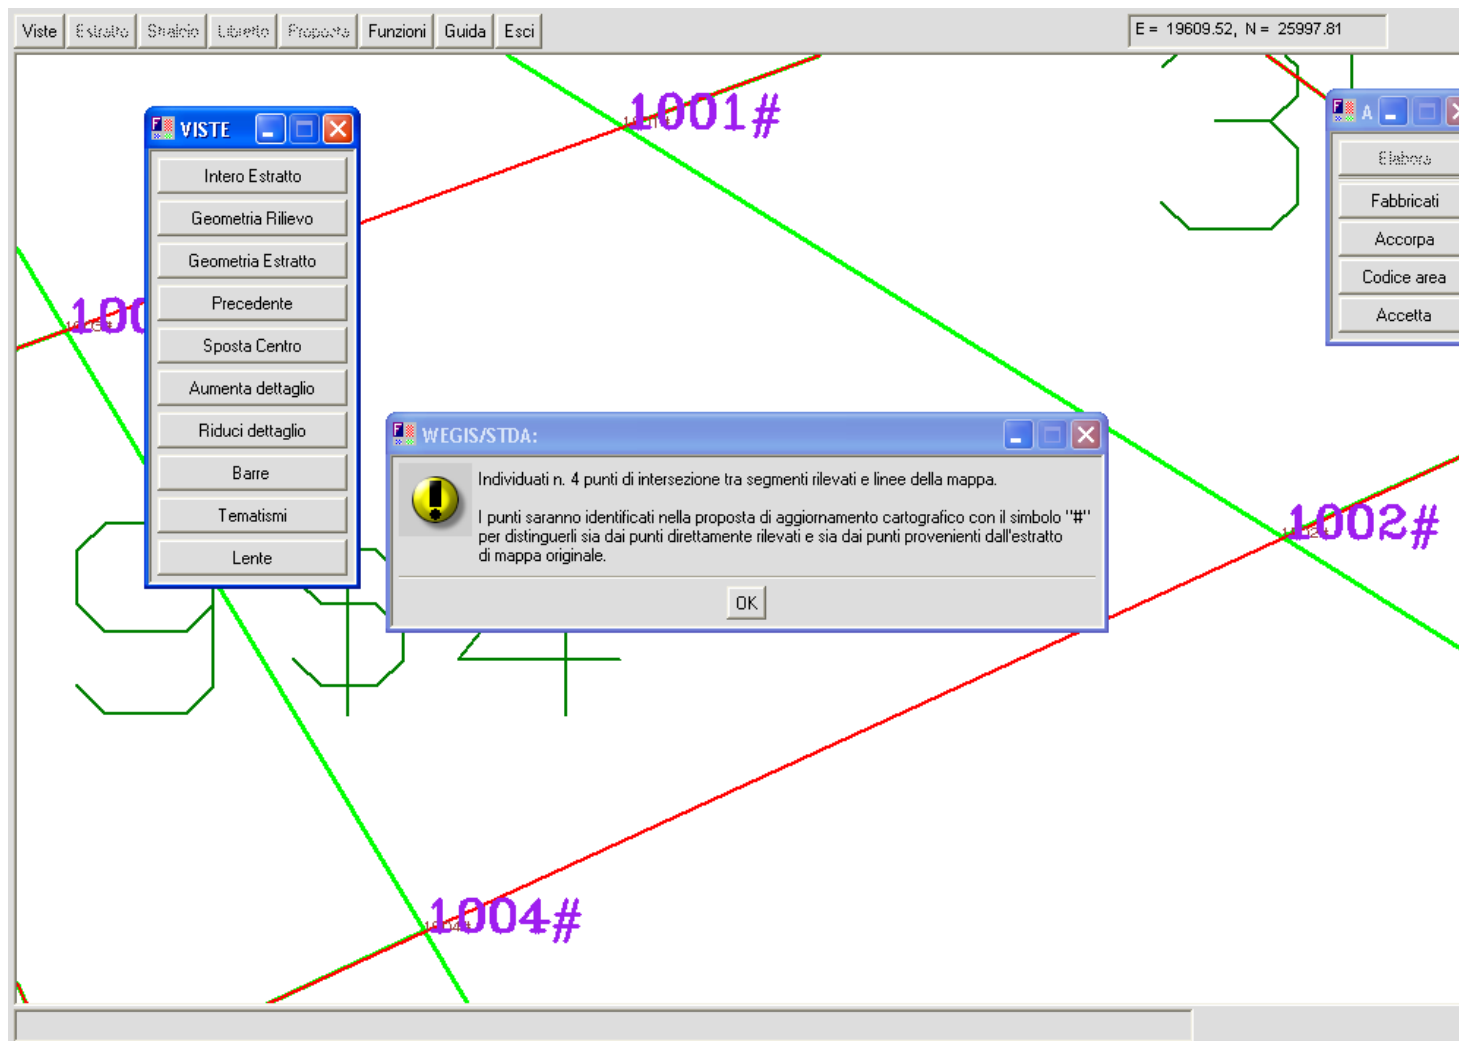 Viste Estratto Stralcio Libretto Proposta Funzioni Guida Esci
E = 19609.52, N = 25997.81
1001#
VISTE
Intero Estratto
Geometria Rilievo
Geometria Estratto
Precedente
Sposta Centro
Aumenta dettaglio
Riduci dettaglio
Barre
Tematismi
Lente
A
Elabora
Fabbricati
Accorpa
Codice area
Accetta
WEGIS/STDA:
Individuati n. 4 punti di intersezione tra segmenti rilevati e linee della mappa.
I punti saranno identificati nella proposta di aggiornamento cartografico con il simbolo "#"
per distinguerli sia dai punti direttamente rilevati e sia dai punti provenienti dall'estratto
di mappa originale.
OK
1002#
1004#